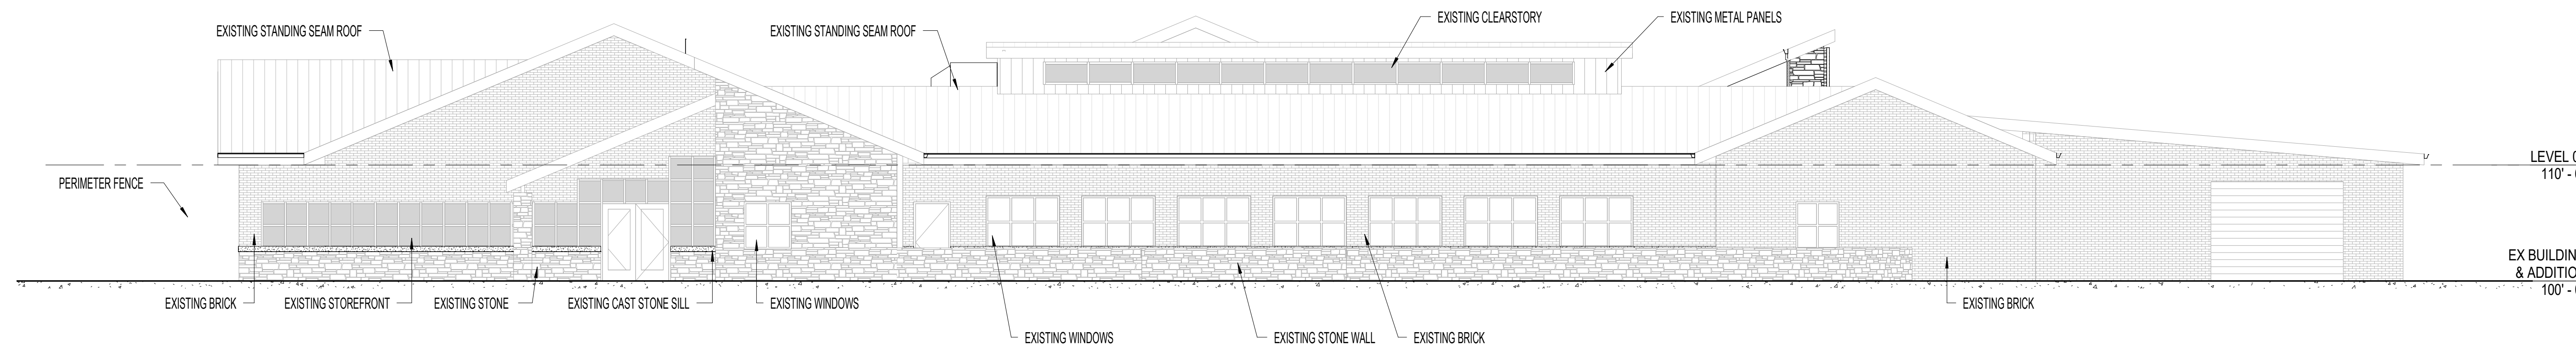 EXISTING CLEARSTORY
EXISTING METAL PANELS
EXISTING STANDING SEAM ROOF
EXISTING STANDING SEAM ROOF
LEVEL
110' -
PERIMETER FENCE
EX
& 
100' -
EXISTING BRICK
EXISTING STOREFRONT
EXISTING STONE
EXISTING CAST STONE SILL
EXISTING WINDOWS
EXISTING BRICK
EXISTING WINDOWS
EXISTING STONE WALL
EXISTING BRICK